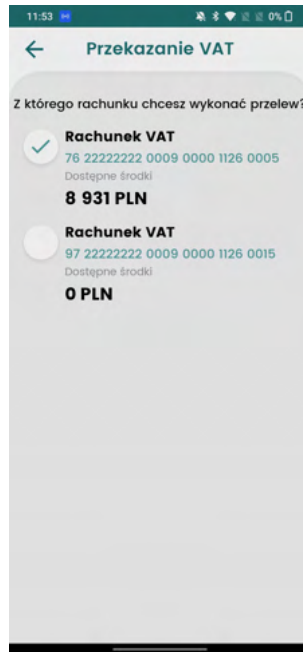 11:53
0%
Przekazanie VAT
Z którego rachunku chcesz wykonać przelew?
Rachunek VAT
76 22222222 0009 0000 1126 0005
Dostępne środki
8 931 PLN
Rachunek VAT
97 22222222 0009 0000 1126 0015
Dostępne środki
0 PLN